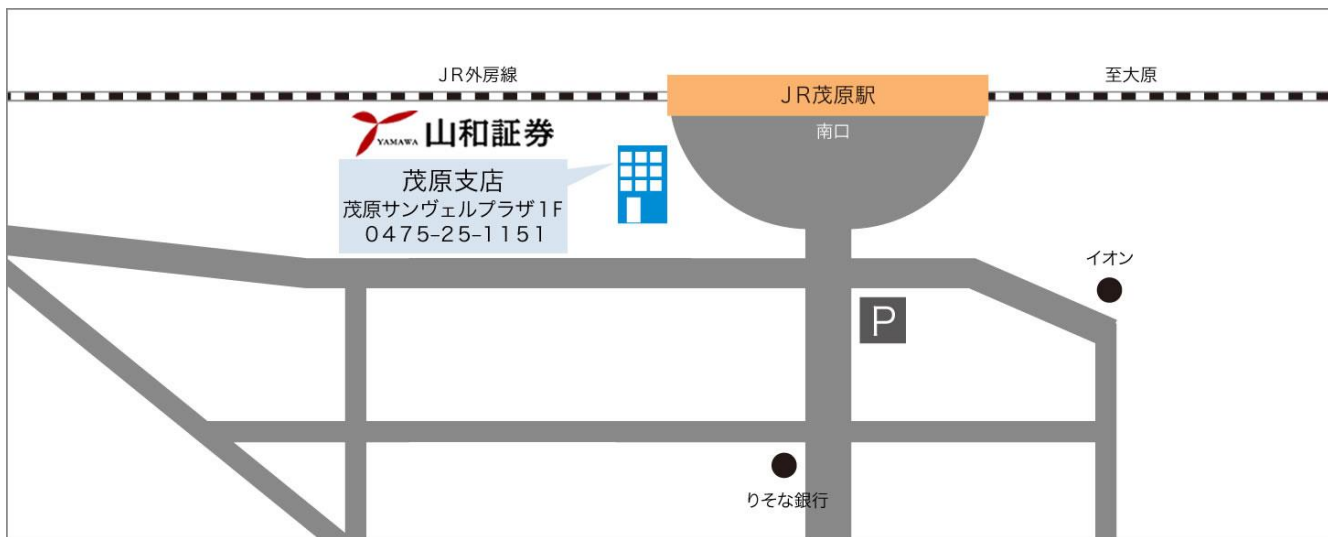 JR外房線
JR茂原駅
至大原
南口
YAMAWA 山和証券
茂原支店
茂原サンヴェルプラザ1F
0475-25-1151
イオン
P
りそな銀行